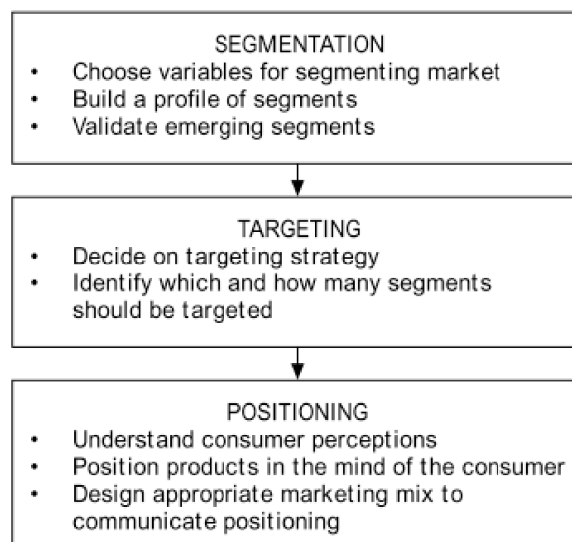 SEGMENTATION
• Choose variables for segmenting market
• Build a profile of segments
• Validate emerging segments
TARGETING
• Decide on targeting strategy
• Identify which and how many segments
should be targeted
POSITIONING
• Understand consumer perceptions
• Position products in the mind of the consumer
• Design appropriate marketing mix to
communicate positioning